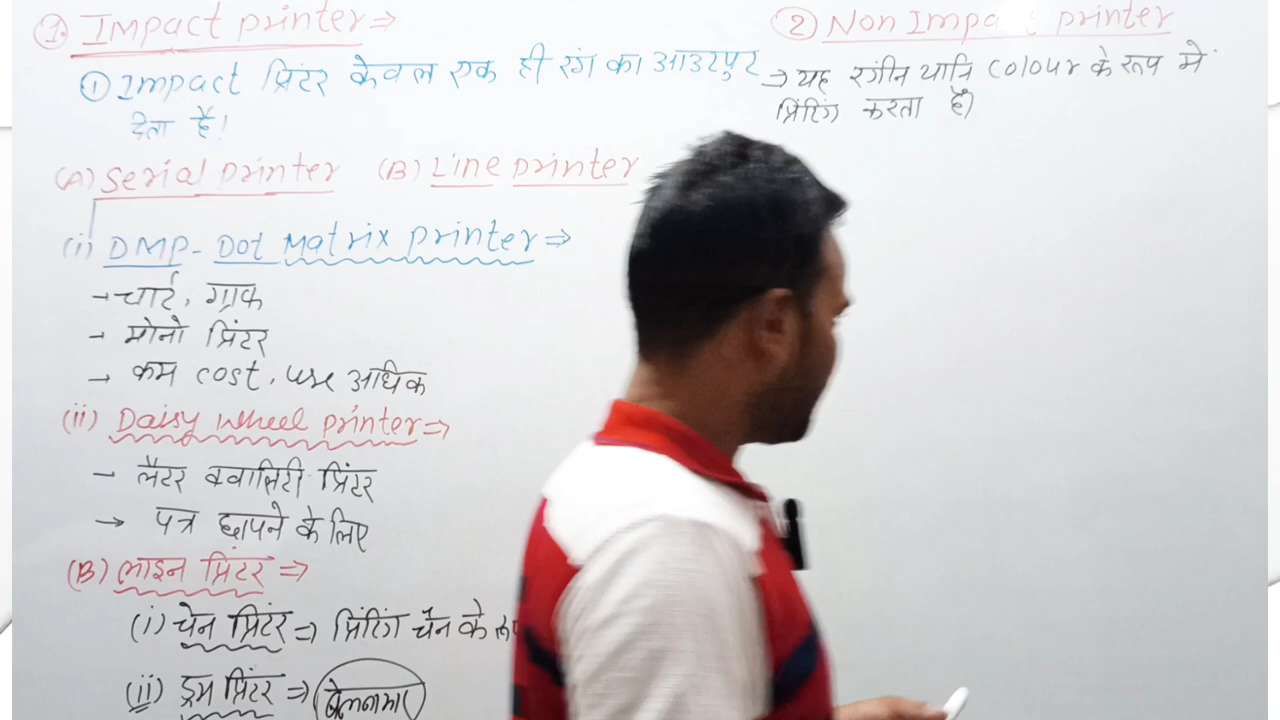 1. Impact printer ⇒
① Impact प्रिंटर केवल एक ही रंग का आउटपुट
देता है!
(A) Serial printer (B) Line printer
(i) DMP - Dot Matrix printer ⇒
→ चार्ट, ग्राफ
→ मोनो प्रिंटर
→ कम cost, use अधिक
(ii) Daisy wheel printer ⇒
→ लैटर क्वालिटी प्रिंटर
→ पत्र छापने के लिए
(B) लाइन प्रिंटर ⇒
(i) चेन प्रिंटर ⇒ प्रिंटिंग चैन के
(ii) ड्रम प्रिंटर ⇒ बेलनाकार
② Non Impa printer
⇒ यह रंगीन यानि Colour के रूप में
प्रिंटिंग करता है)